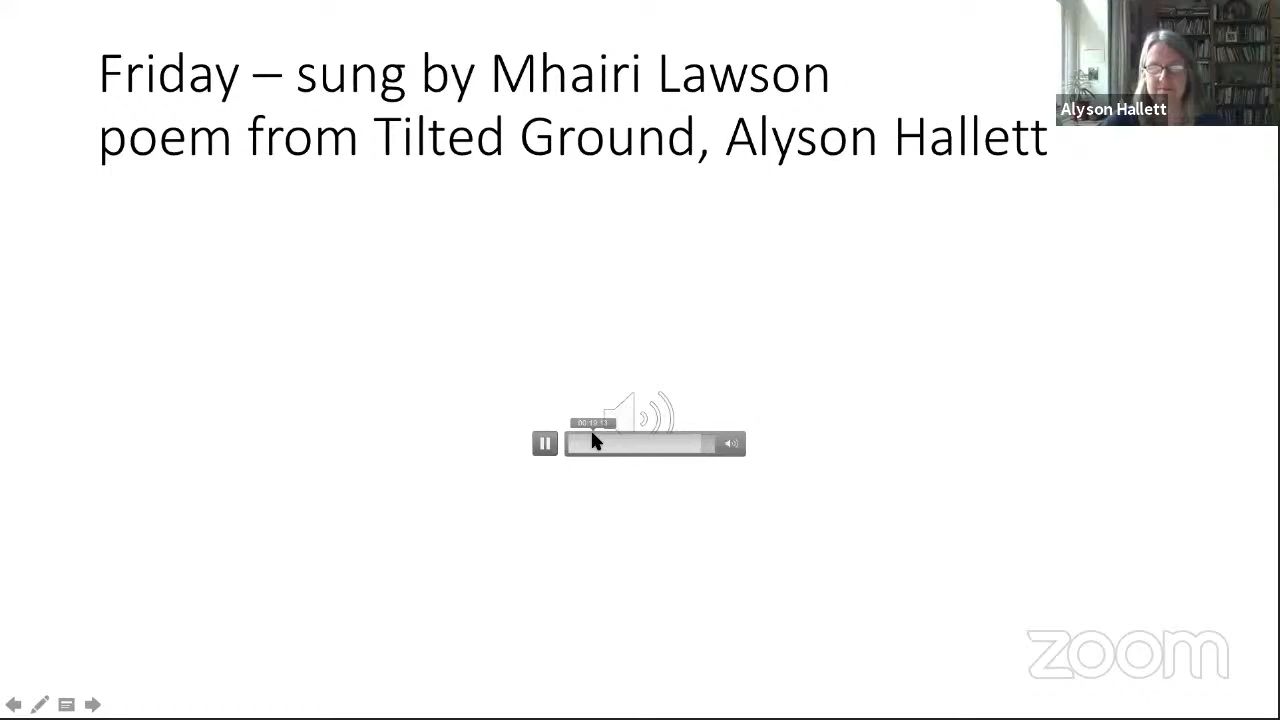 Friday – sung by Mhairi Lawson
poem from Tilted Ground, Alyson Hallett
Alyson Hallett
zoom